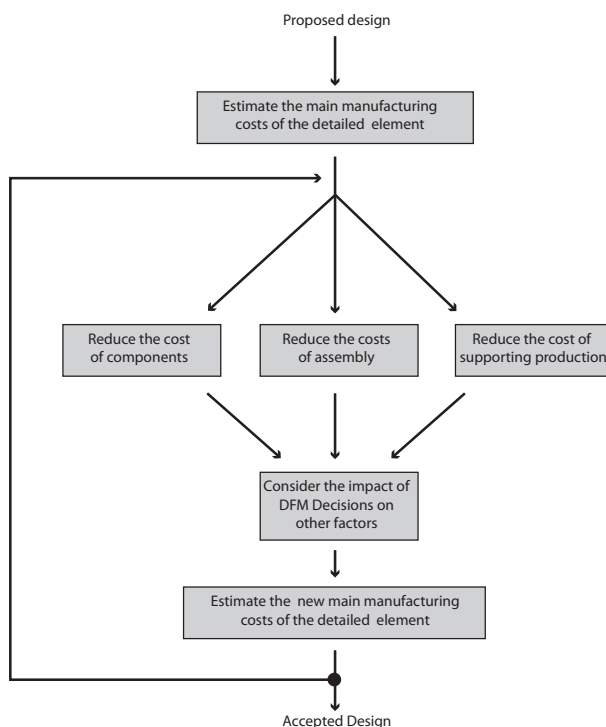 Proposed design
Estimate the main manufacturing
costs of the detailed element
Reduce the cost
of components
Reduce the costs
of assembly
Reduce the cost of
supporting production
Consider the impact of
DFM Decisions on
other factors
Estimate the new main manufacturing
costs of the detailed element
Accepted Design